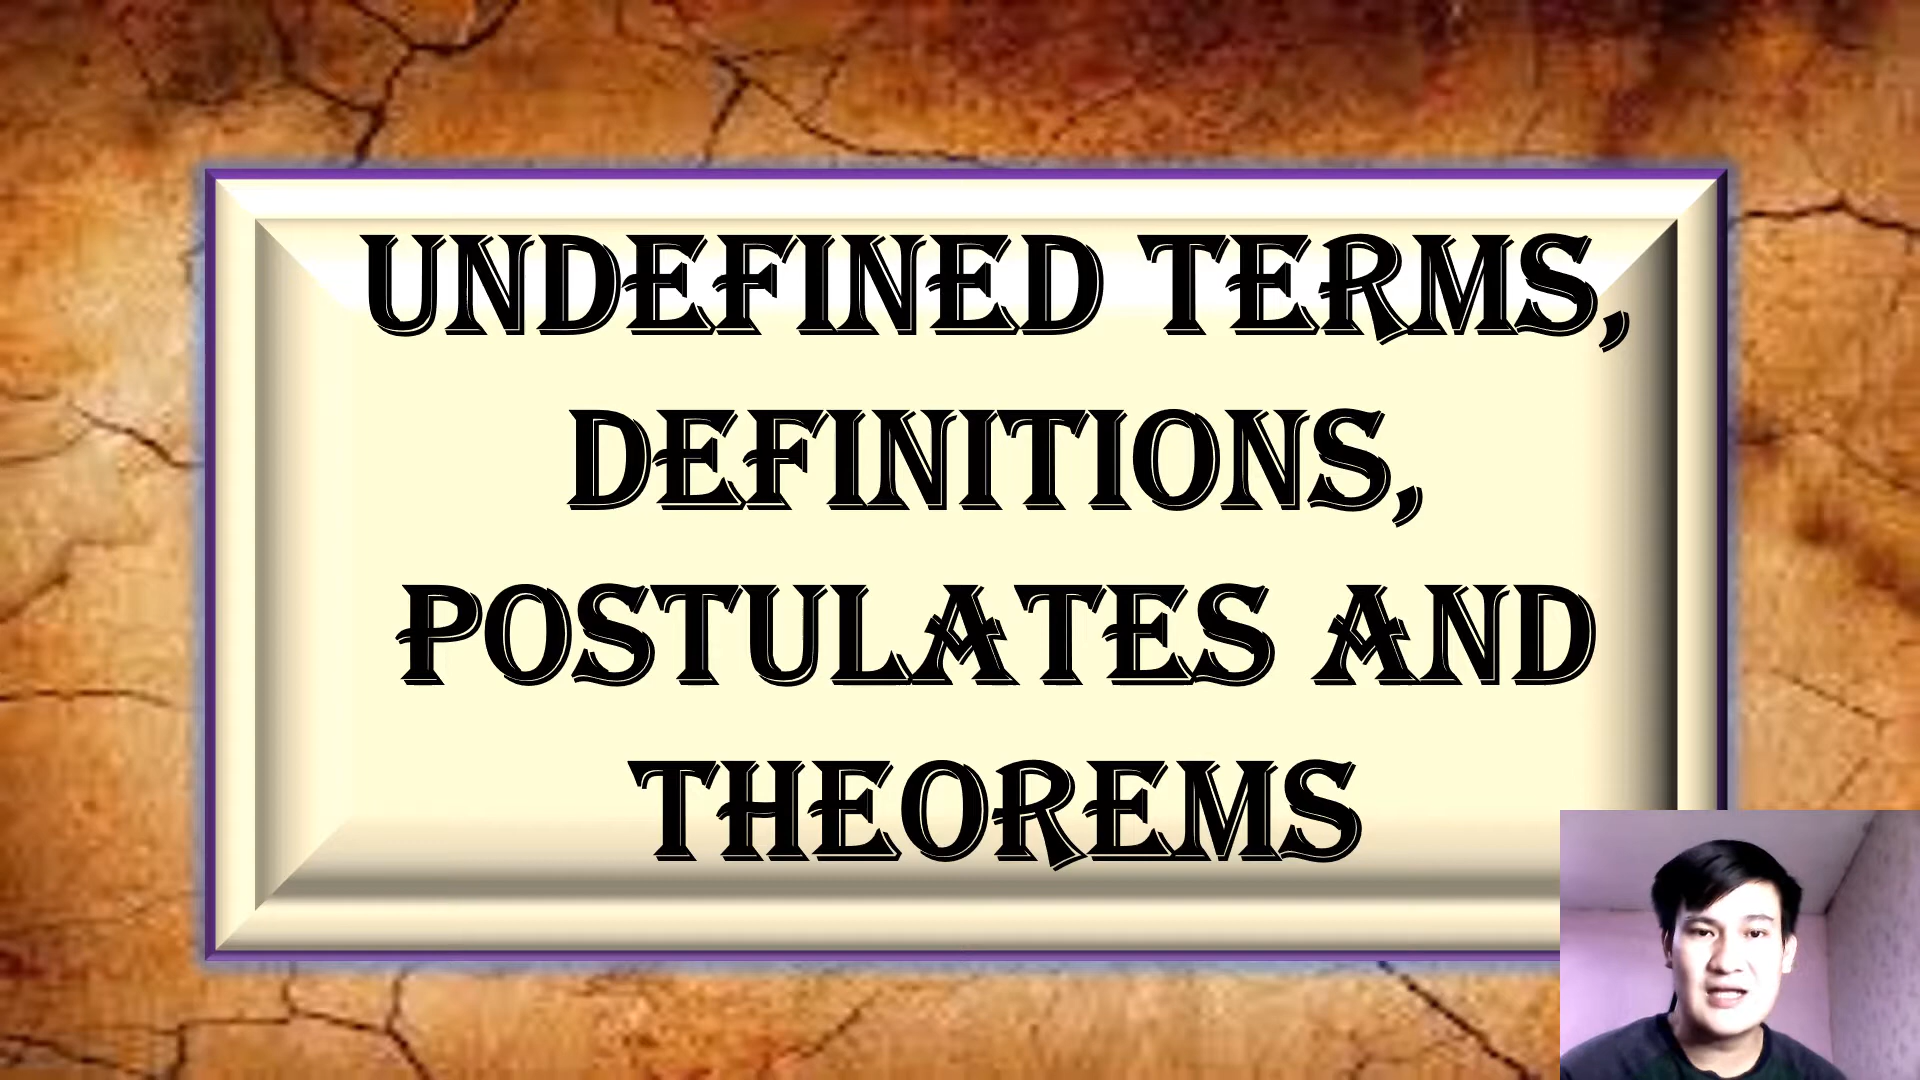 UNDEFINED TERMS,
DEFINITIONS,
POSTULATES AND
THEOREMS